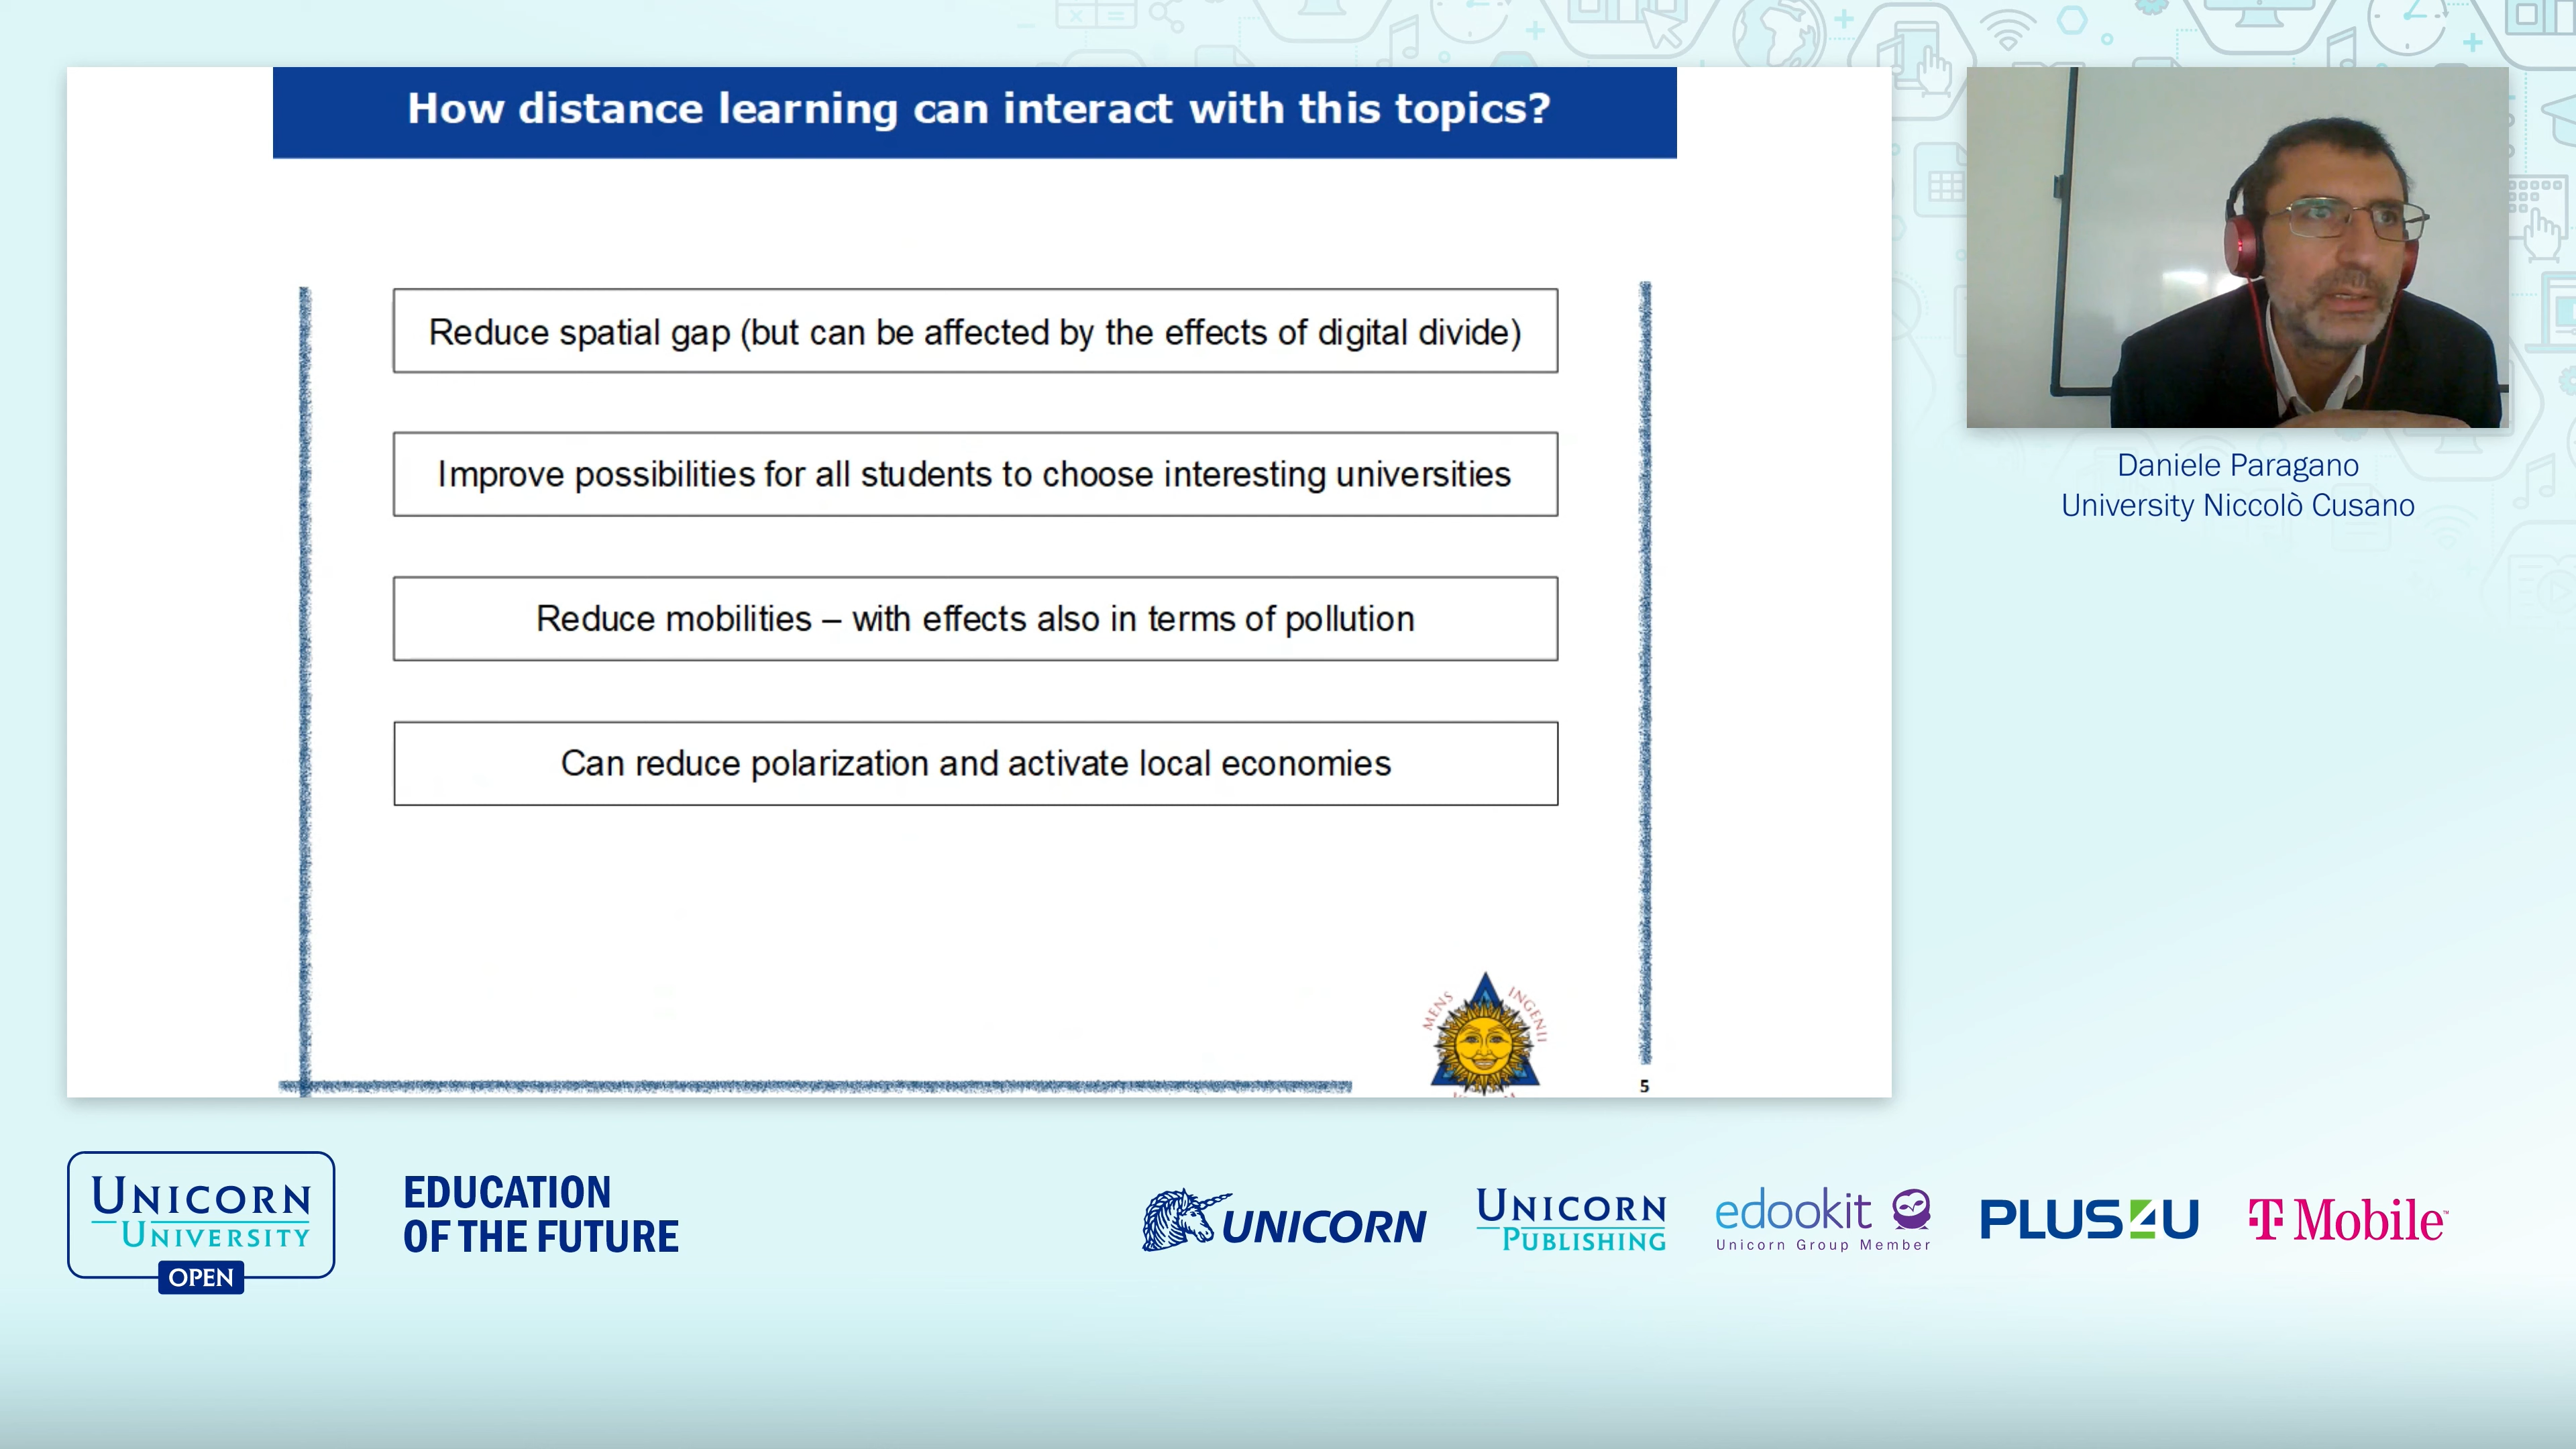 How distance learning can interact with this topics?
Reduce spatial gap (but can be affected by the effects of digital divide)
Improve possibilities for all students to choose interesting universities
Reduce mobilities – with effects also in terms of pollution
Can reduce polarization and activate local economies
MENS INGENII
5
Daniele Paragano
University Niccolò Cusano
UNICORN
UNIVERSITY
OPEN
EDUCATION
OF THE FUTURE
UNICORN
UNICORN
PUBLISHING
edookit
Unicorn Group Member
PLUS4U
T Mobile™